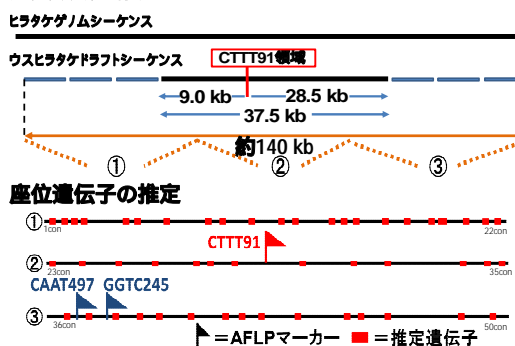 ヒラタケゲノムシーケンス
ウスヒラタケドラフトシーケンス
CTTT91領域
9.0 kb 28.5 kb
37.5 kb
約140 kb
① ② ③
座位遺伝子の推定
①
1con 22con
CTTT91
②
23con 35con
CAAT497 GGTC245
③
36con 50con
=AFLPマーカー =推定遺伝子